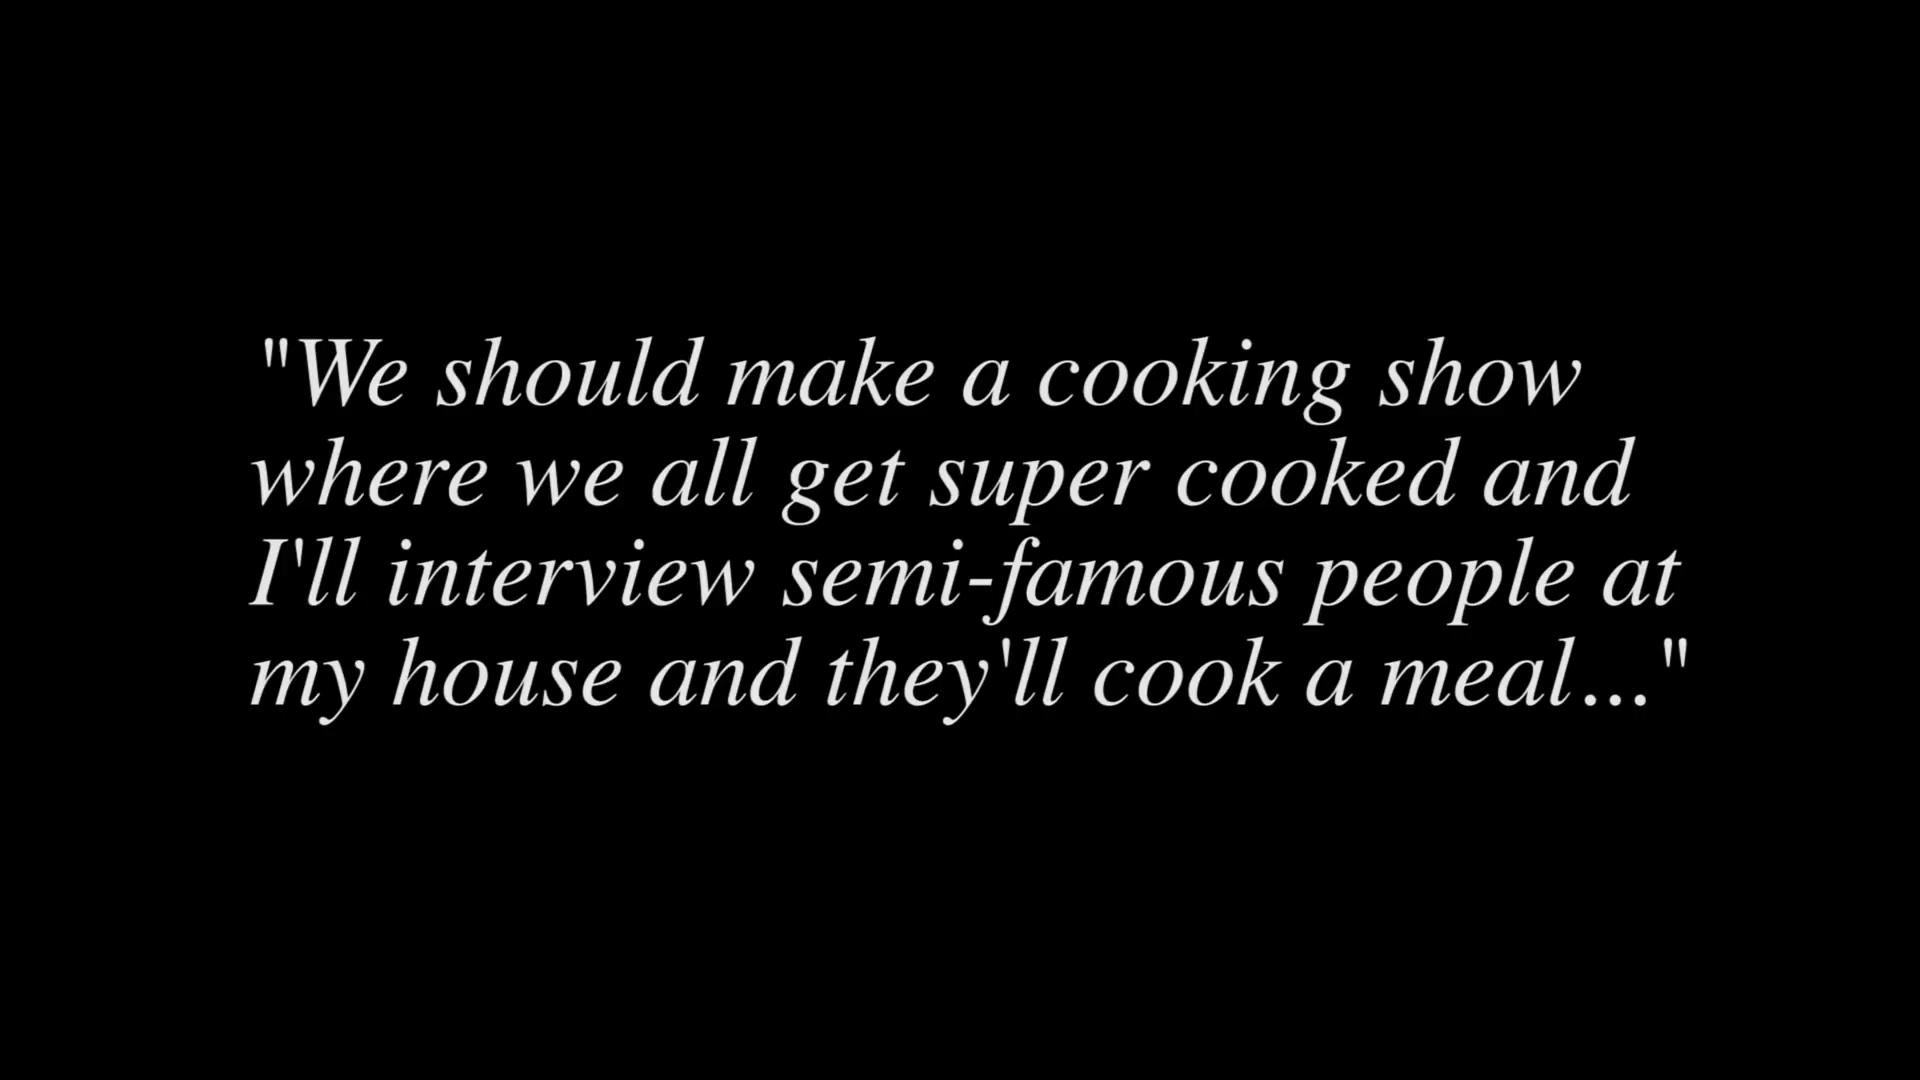 "We should make a cooking show
where we all get super cooked and
I'll interview semi-famous people at
my house and they'll cook a meal..."